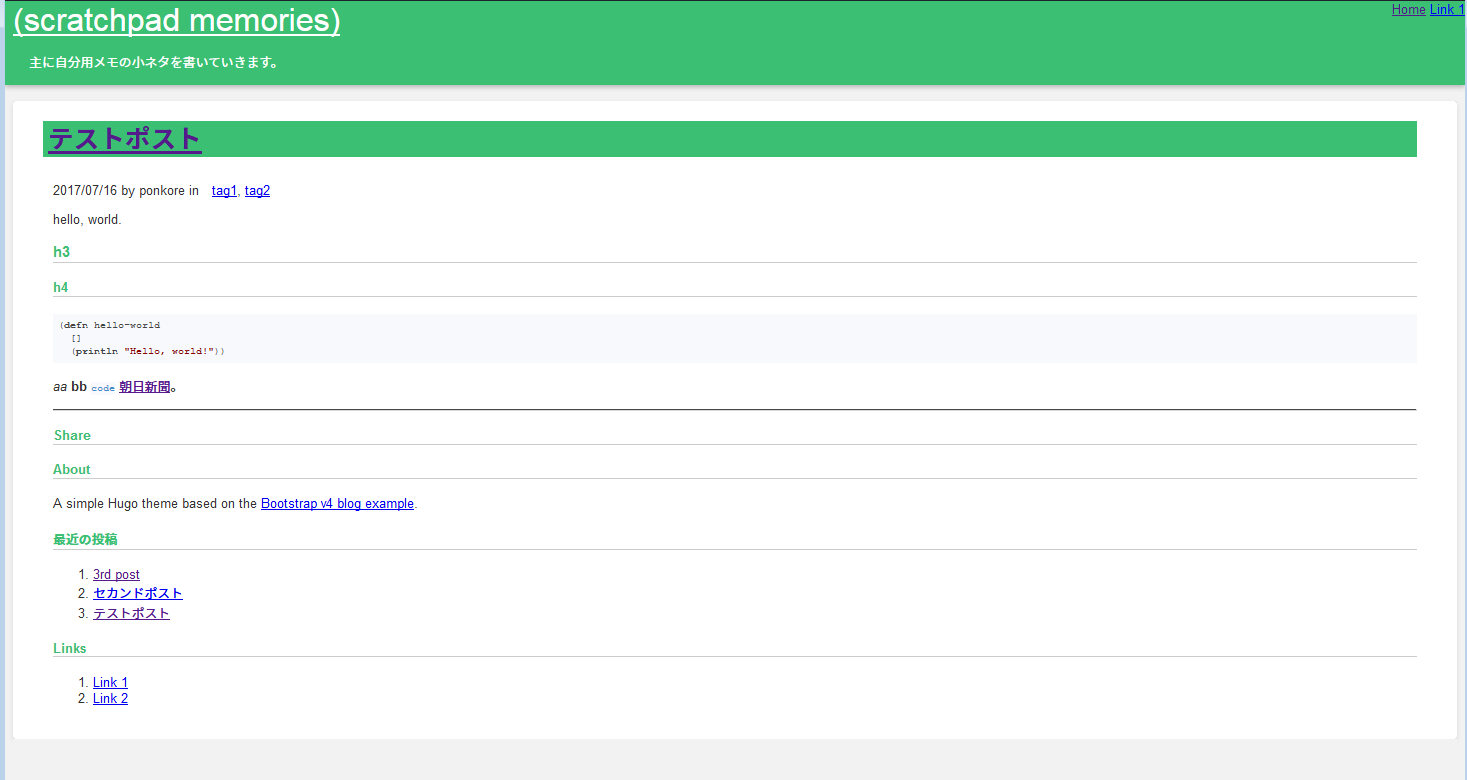 (scratchpad memories)
Home Link 1
主に自分用メモの小ネタを書いていきます。
テストポスト
2017/07/16 by ponkore in tag1, tag2
hello, world.
h3
h4
(defn hello-world
[]
(println "Hello, world!"))
aa bb code 朝日新聞。
Share
About
A simple Hugo theme based on the Bootstrap v4 blog example.
最近の投稿
1. 3rd post
2. セカンドポスト
3. テストポスト
Links
1. Link 1
2. Link 2